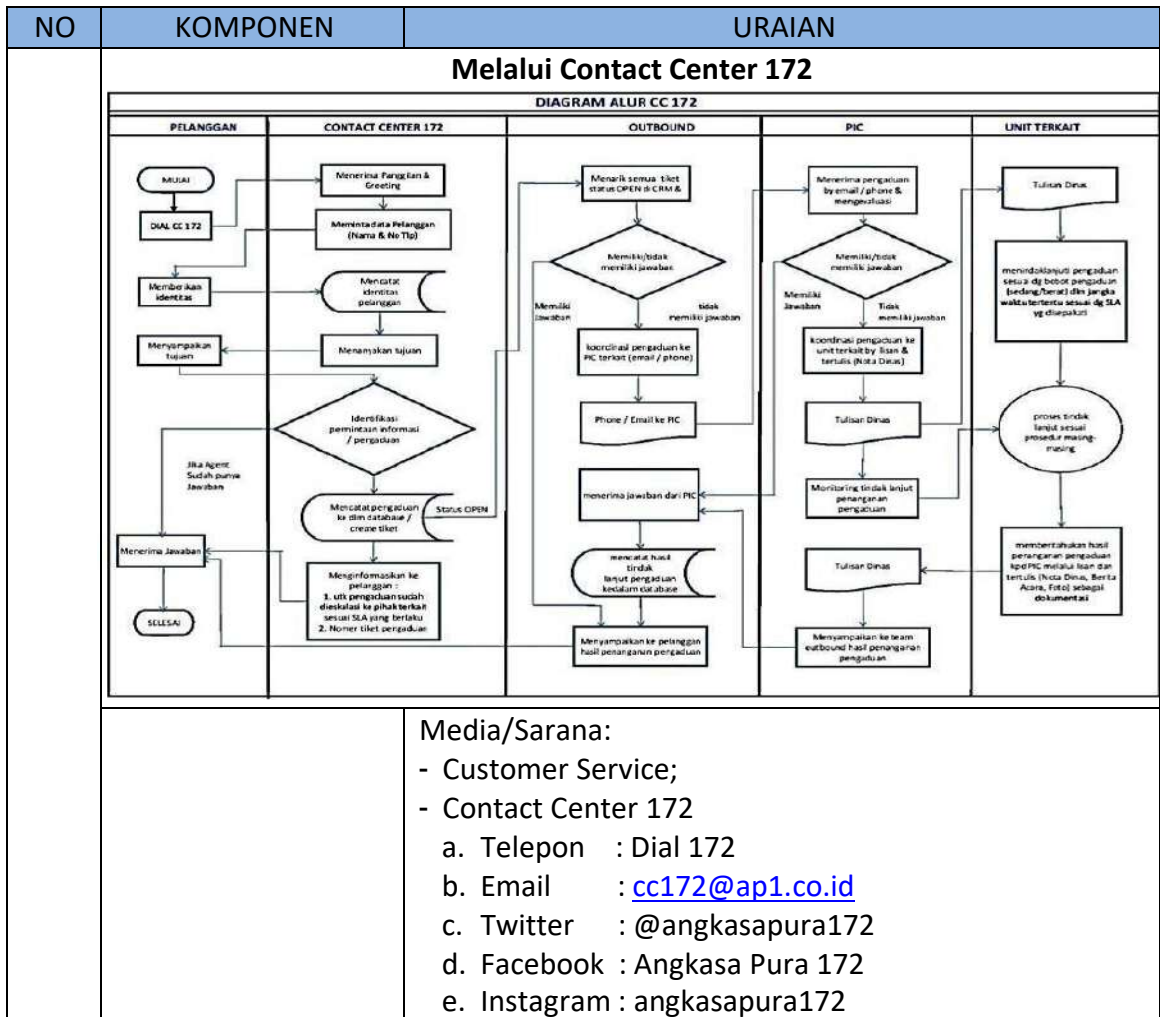 NO
KOMPONEN
URAIAN
Melalui Contact Center 172
DIAGRAM ALUR CC 172
PELANGGAN
CONTACT CENTER 172
OUTBOUND
PIC
UNIT TERKAIT
MULAI
DIAL CC 172
Memberikan
identitas
Menyampaikan
tujuan
Jika Agent
Sudah punya
Jawaban
Menerima Jawaban
SELESAI
Menerima Panggilan &
Greeting
Meminta data Pelanggan
(Nama & No Tlp)
Mencatat
identitas
pelanggan
Menanyakan tujuan
Identifikasi
permintaan informasi
/ pengaduan
Mencatat pengaduan
ke dlm database /
create tiket
Status OPEN
Menginformasikan ke
pelanggan :
1. utk pengaduan sudah
dieskalasi ke pihak terkait
sesuai SLA yang berlaku
2. Nomer tiket pengaduan
Menarik semua tiket
status OPEN di CRM &
Memiliki/tidak
memiliki jawaban
Memiliki
Jawaban
tidak
memiliki jawaban
koordinasi pengaduan ke
PIC terkait (email / phone)
Phone / Email ke PIC
menerima jawaban dari PIC
mencatat hasil
tindak
lanjut pengaduan
kedalam database
Menyampaikan ke pelanggan
hasil penanganan pengaduan
Menerima pengaduan
by email / phone &
mengevaluasi
Memiliki/tidak
memiliki jawaban
Memiliki
Jawaban
Tidak
memiliki jawaban
koordinasi pengaduan ke
unit terkait by lisan &
tertulis (Nota Dinas)
Tulisan Dinas
Monitoring tindak lanjut
penanganan
pengaduan
Tulisan Dinas
Menyampaikan ke team
outbound hasil penanganan
pengaduan
Tulisan Dinas
menindaklanjuti pengaduan
sesuai dg bobot pengaduan
(sedang/berat) dlm jangka
waktu tertentu sesuai dg SLA
yg disepakati
proses tindak
lanjut sesuai
prosedur masing-
masing
memberitahukan hasil
penanganan pengaduan
kpd PIC melalui lisan dan
tertulis (Nota Dinas, Berita
Acara, Foto) sebagai
dokumentasi
Media/Sarana:
- Customer Service;
- Contact Center 172
a. Telepon : Dial 172
b. Email : cc172@ap1.co.id
c. Twitter : @angkasapura172
d. Facebook : Angkasa Pura 172
e. Instagram : angkasapura172